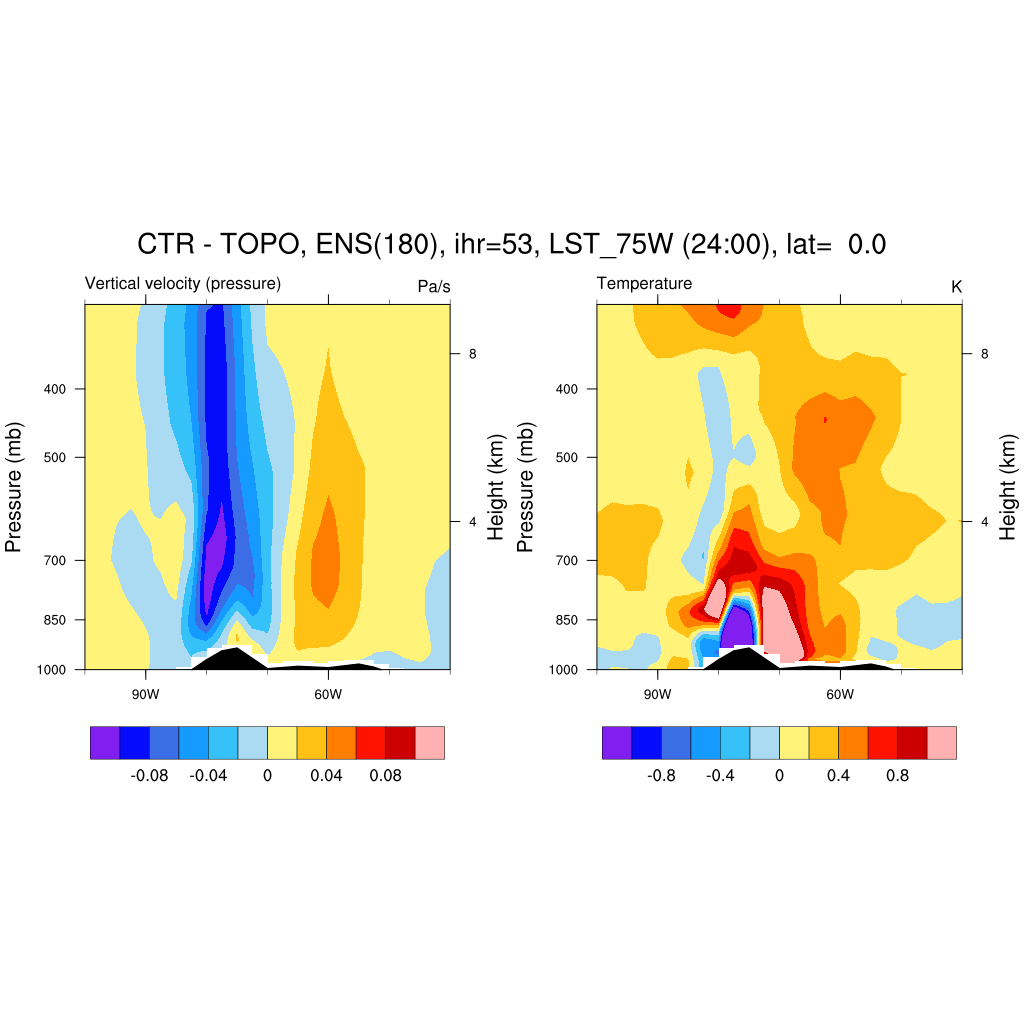 CTR - TOPO, ENS(180), ihr=53, LST_75W (24:00), lat=  0.0
Vertical velocity (pressure)
Pa/s
Pressure (mb)
400
500
700
850
1000
8
4
Height (km)
90W
60W
-0.08
-0.04
0
0.04
0.08
Temperature
K
Pressure (mb)
400
500
700
850
1000
8
4
Height (km)
90W
60W
-0.8
-0.4
0
0.4
0.8